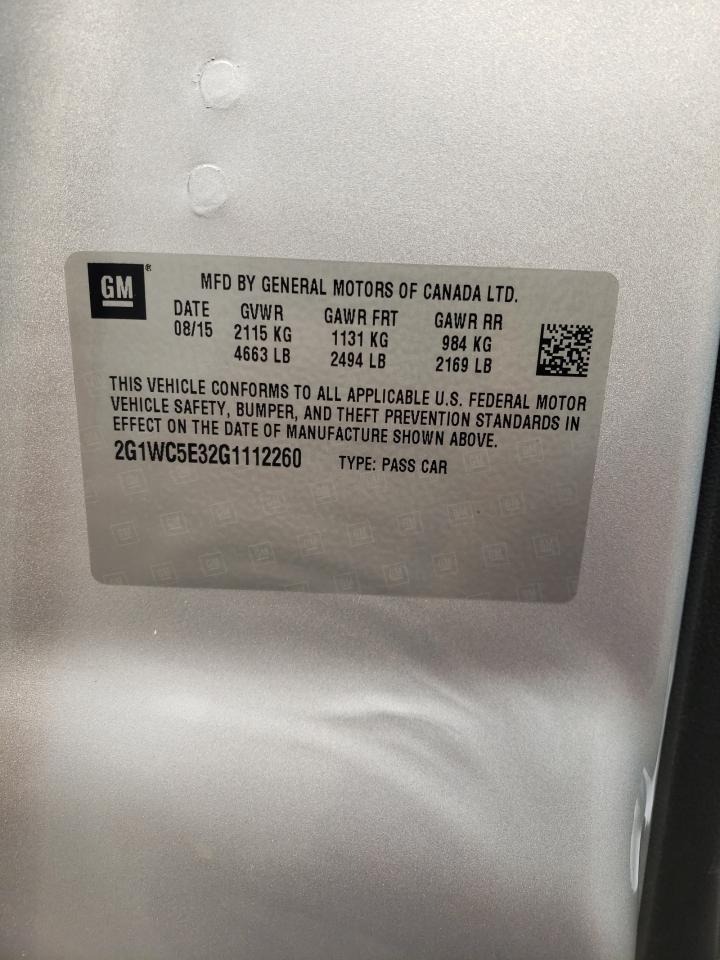 GM®
MFD BY GENERAL MOTORS OF CANADA LTD.
DATE GVWR GAWR FRT GAWR RR
08/15 2115 KG 1131 KG 984 KG
4663 LB 2494 LB 2169 LB
THIS VEHICLE CONFORMS TO ALL APPLICABLE U.S. FEDERAL MOTOR
VEHICLE SAFETY, BUMPER, AND THEFT PREVENTION STANDARDS IN
EFFECT ON THE DATE OF MANUFACTURE SHOWN ABOVE.
2G1WC5E32G1112260 TYPE: PASS CAR